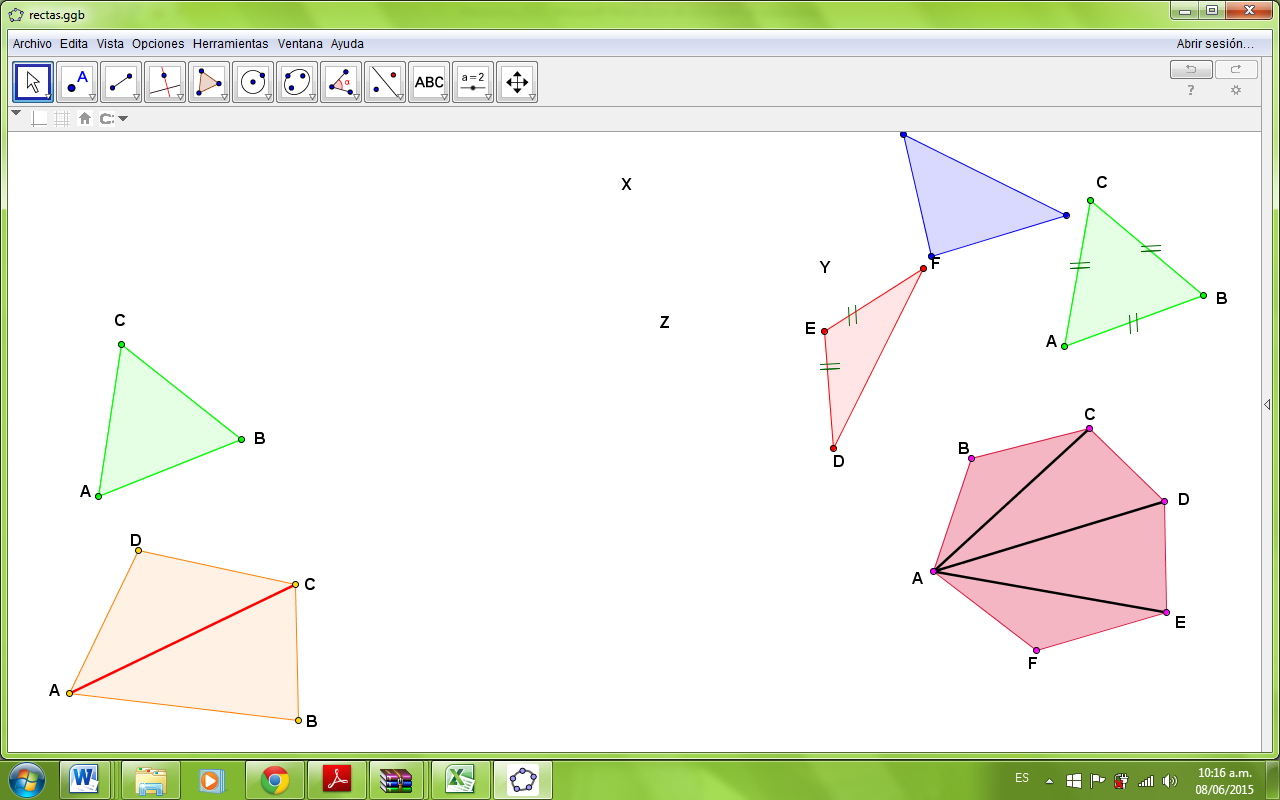 rectas.ggb
Archivo Edita Vista Opciones Herramientas Ventana Ayuda Abrir sesión...
A α ABC a=2
?
X
C
F
Y
B
E
Z
C
A
C
B
B
D
A
D
D
C
A
E
A
F
B
ES 10:16 a.m.
08/06/2015